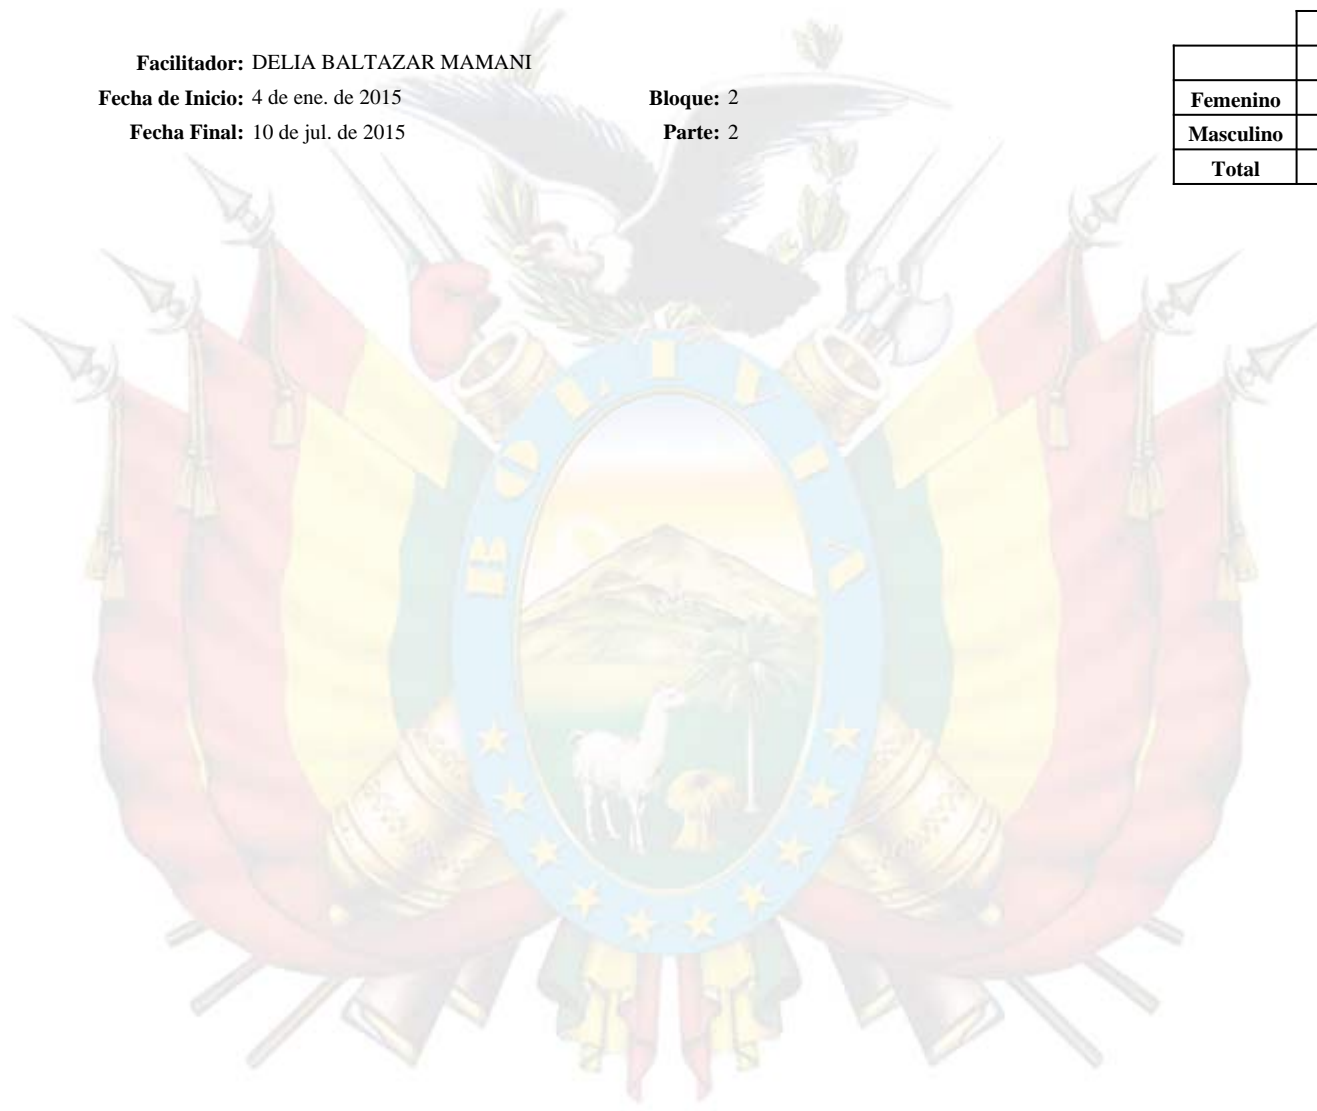 Facilitador: DELIA BALTAZAR MAMANI
Fecha de Inicio: 4 de ene. de 2015 Bloque: 2
Fecha Final: 10 de jul. de 2015 Parte: 2
Femenino
Masculino
Total
BOLIVIA